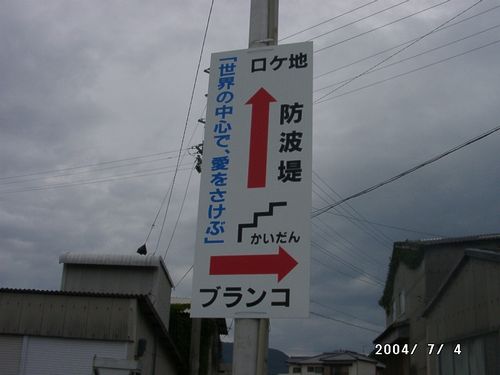 ロケ地
「世界の中心で、愛をさけぶ」
防波堤
かいだん
ブランコ
2004/ 7/ 4